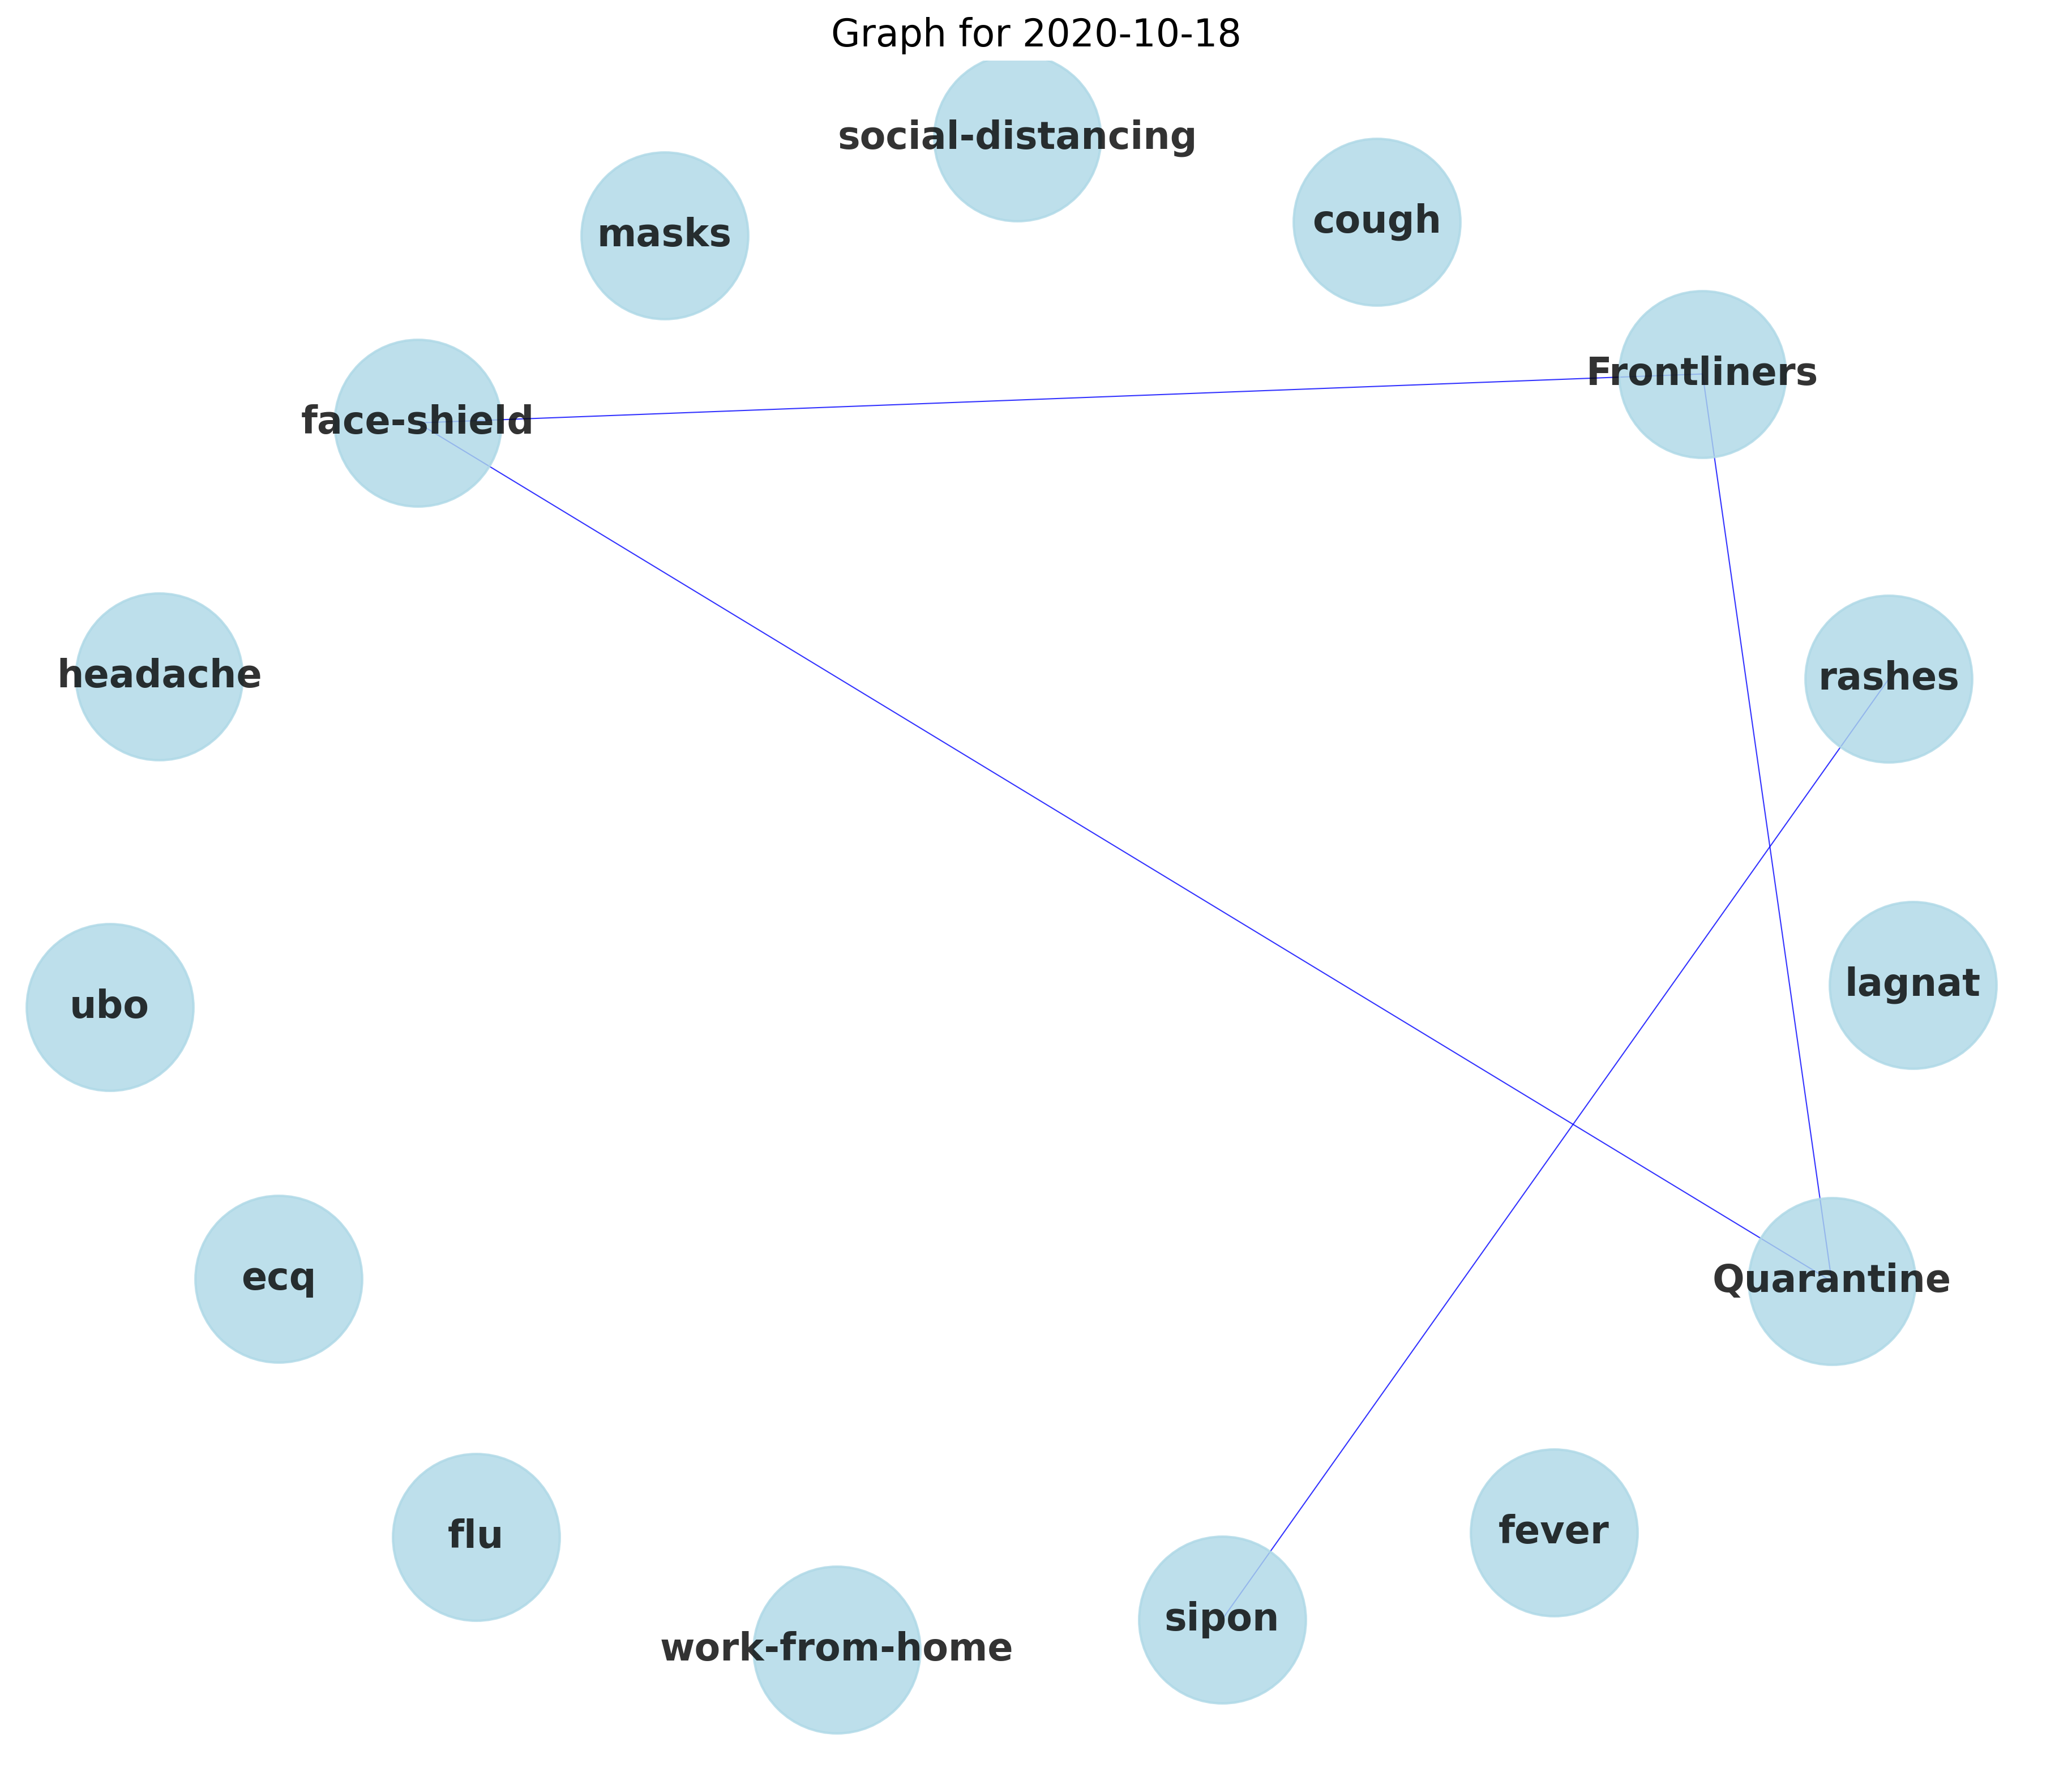 Graph for 2020-10-18
social-distancing
cough
masks
Frontliners
face-shield
headache
rashes
lagnat
ubo
ecq
Quarantine
fever
flu
sipon
work-from-home